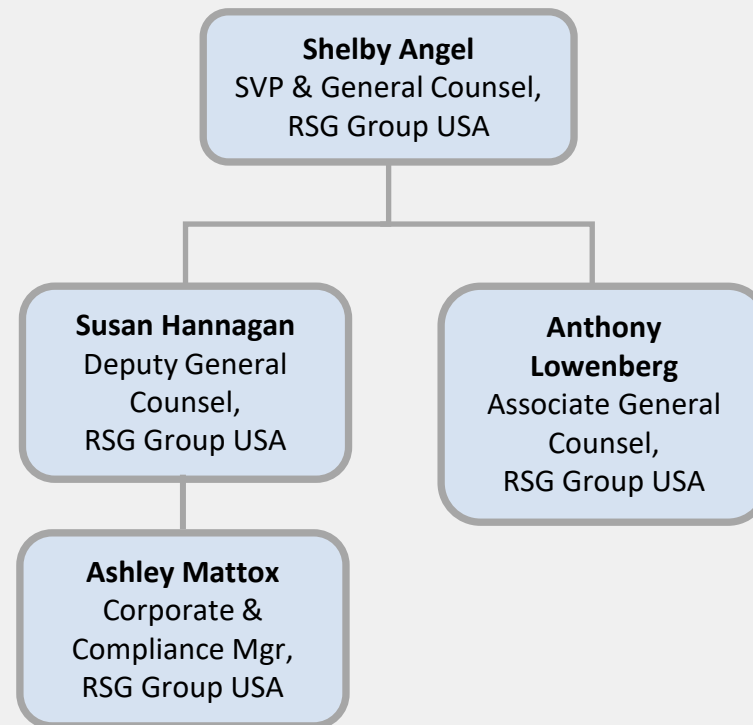 Shelby Angel
SVP & General Counsel,
RSG Group USA
Susan Hannagan
Deputy General
Counsel,
RSG Group USA
Anthony
Lowenberg
Associate General
Counsel,
RSG Group USA
Ashley Mattox
Corporate &
Compliance Mgr,
RSG Group USA